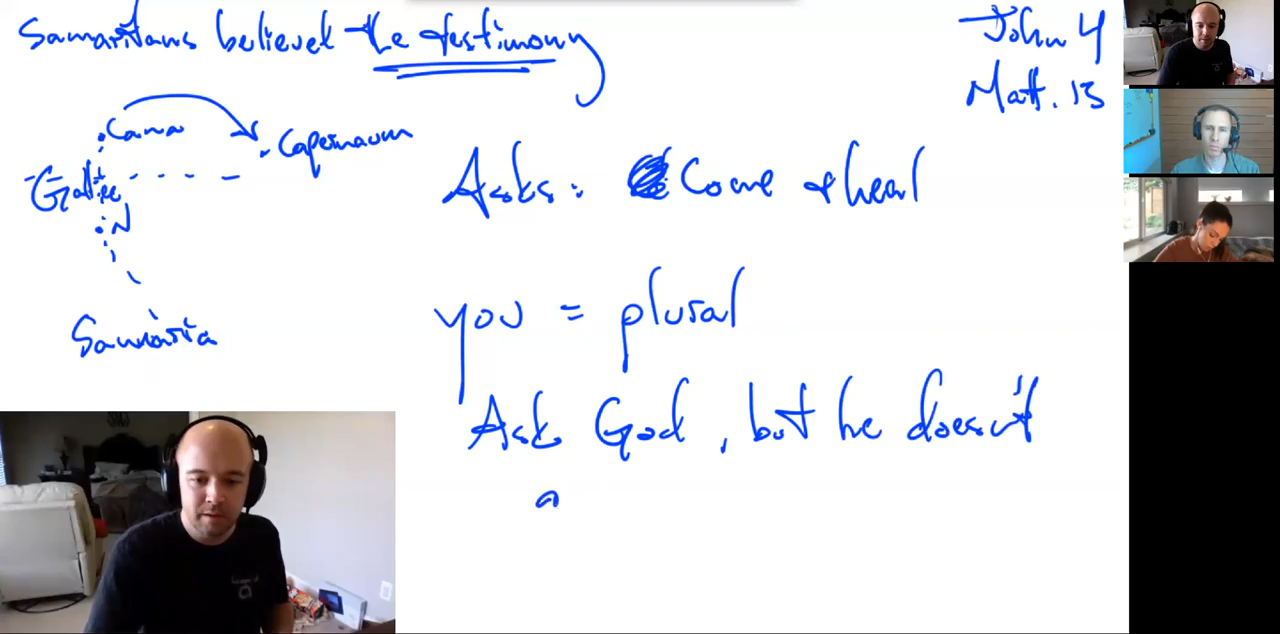 Samaritans believed the testimony
John 4
Matt. 13
Cana
Capernaum
Galilee
N
Samaria
Asks: Come & heal
you = plural
Ask God, but he doesn't
a